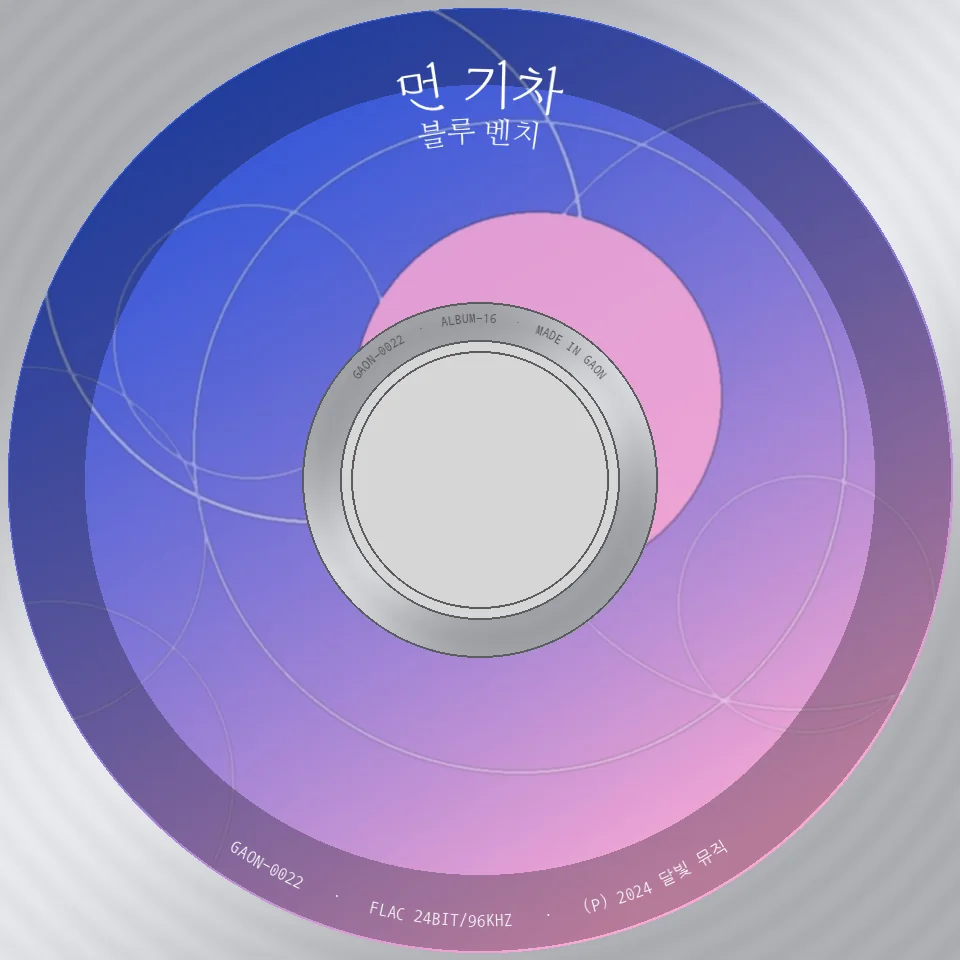 먼 기차
블루 벤치
GAON-0022 · ALBUM-16 · MADE IN GAON
GAON-0022 · FLAC 24BIT/96KHZ · (P) 2024 달빛 뮤직